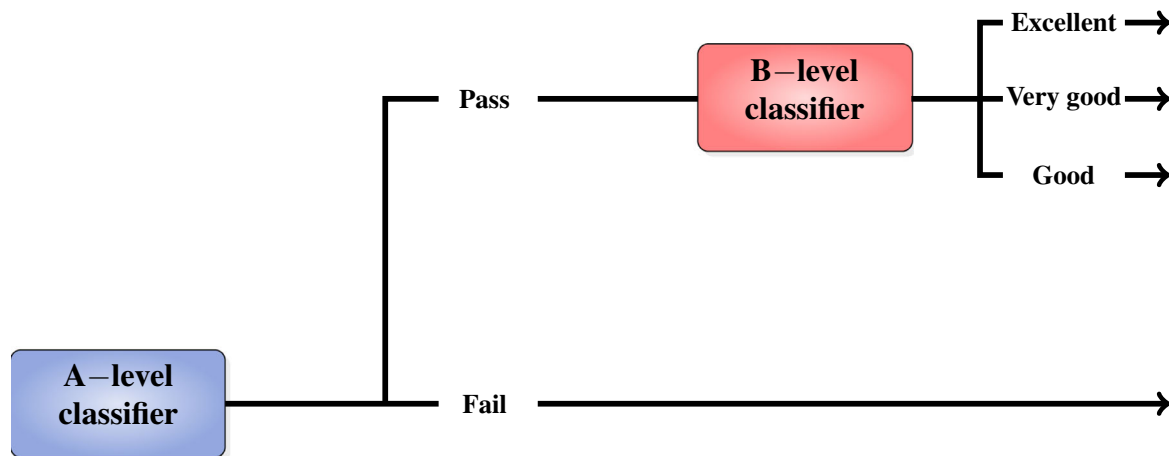 Excellent
B−level
classifier
Pass
Very good
Good
A−level
classifier
Fail